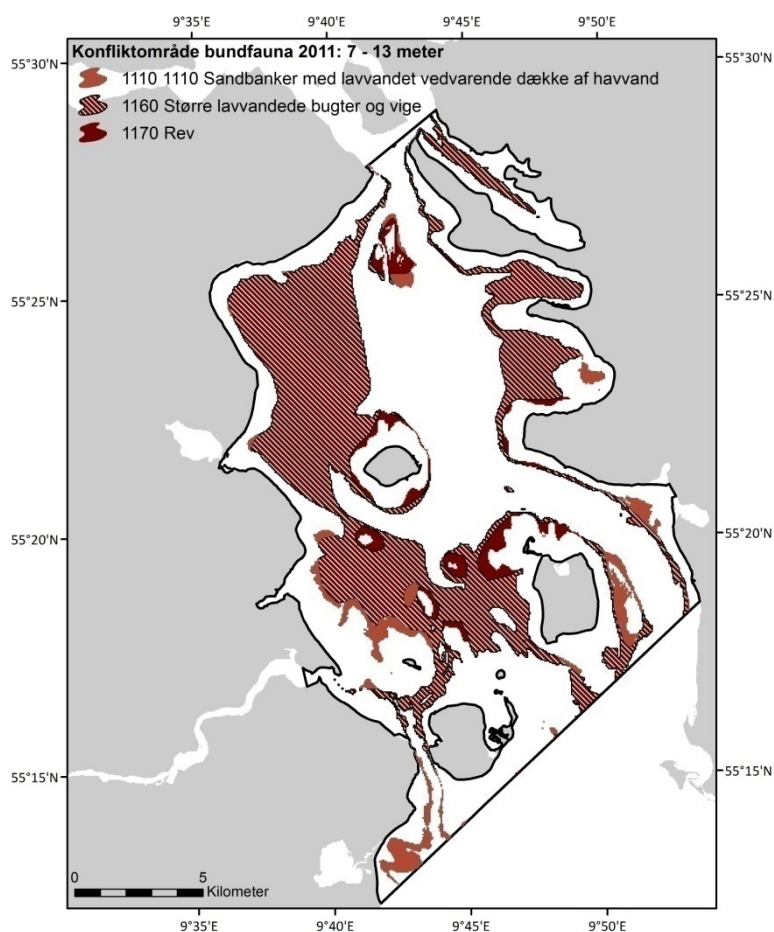 9°35'E 9°40'E 9°45'E 9°50'E
Konfliktområde bundfauna 2011: 7 - 13 meter
55°30'N 55°30'N
1110 1110 Sandbanker med lavvandet vedvarende dække af havvand
1160 Større lavvandede bugter og vige
1170 Rev
55°25'N 55°25'N
55°20'N 55°20'N
55°15'N 55°15'N
0 5
Kilometer
9°35'E 9°40'E 9°45'E 9°50'E